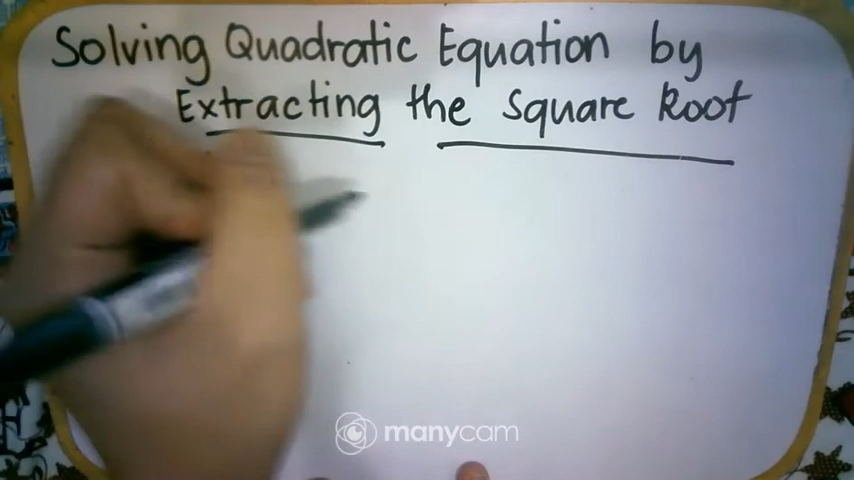 Solving Quadratic Equation by
Extracting the Square Root
manycam